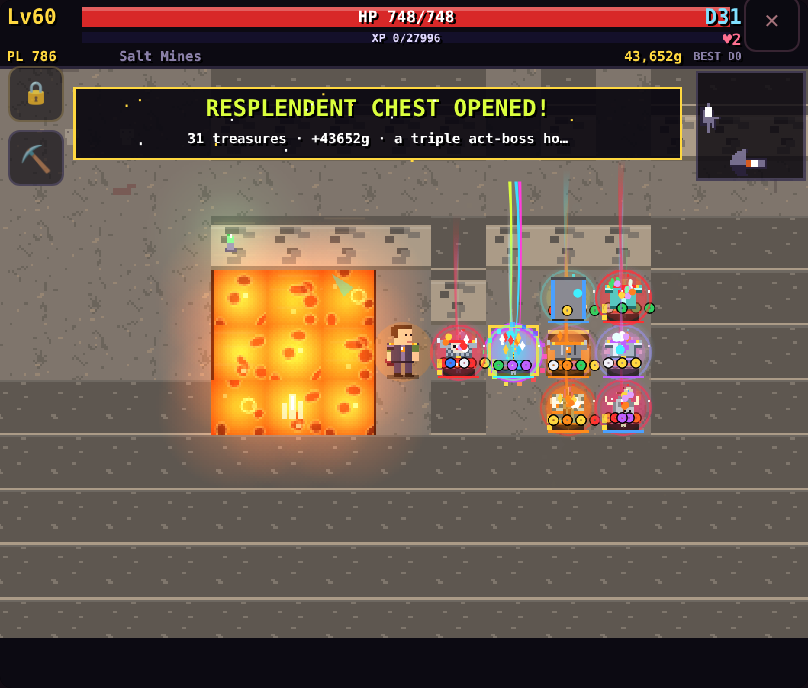 Lv60
HP 748/748
D31
×
XP 0/27996
♥2
PL 786
Salt Mines
43,652g
BEST D0
RESPLENDENT CHEST OPENED!
31 treasures · +43652g · a triple act-boss ho…